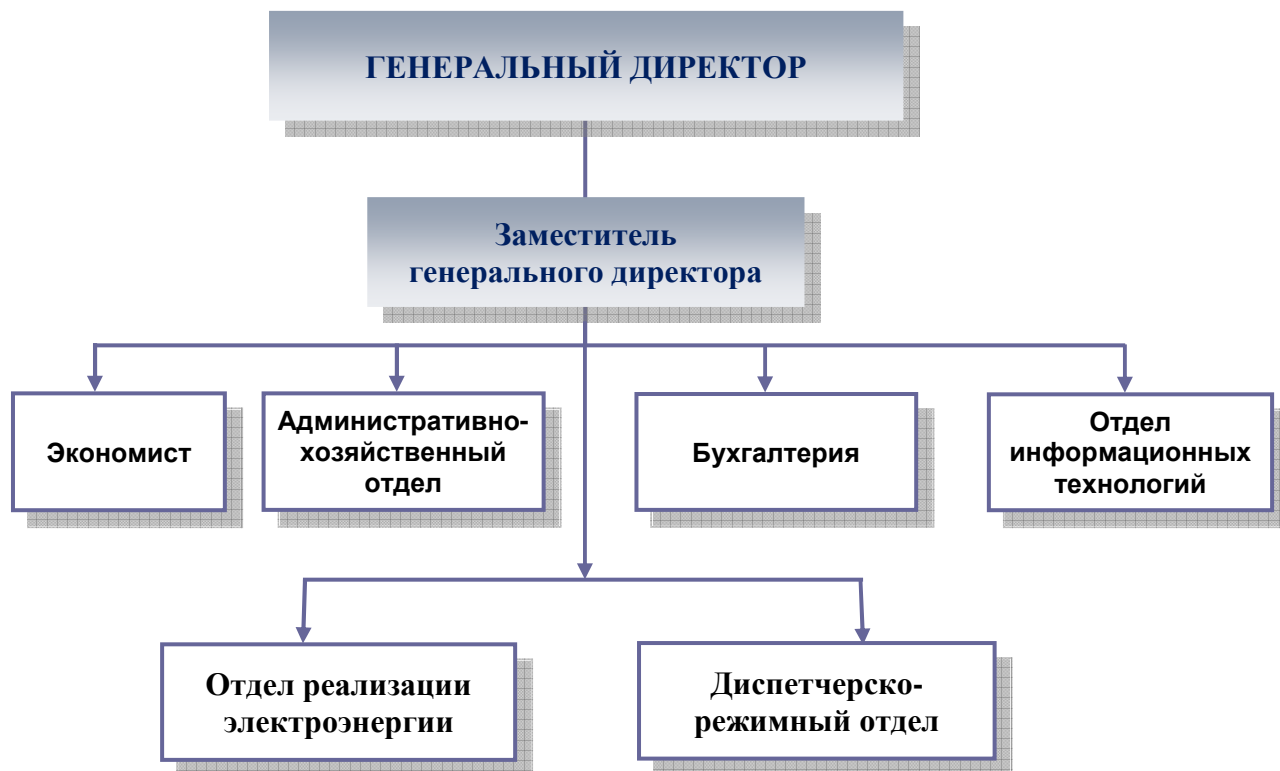 ГЕНЕРАЛЬНЫЙ ДИРЕКТОР
Заместитель
генерального директора
Экономист
Административно-
хозяйственный
отдел
Бухгалтерия
Отдел
информационных
технологий
Отдел реализации
электроэнергии
Диспетчерско-
режимный отдел